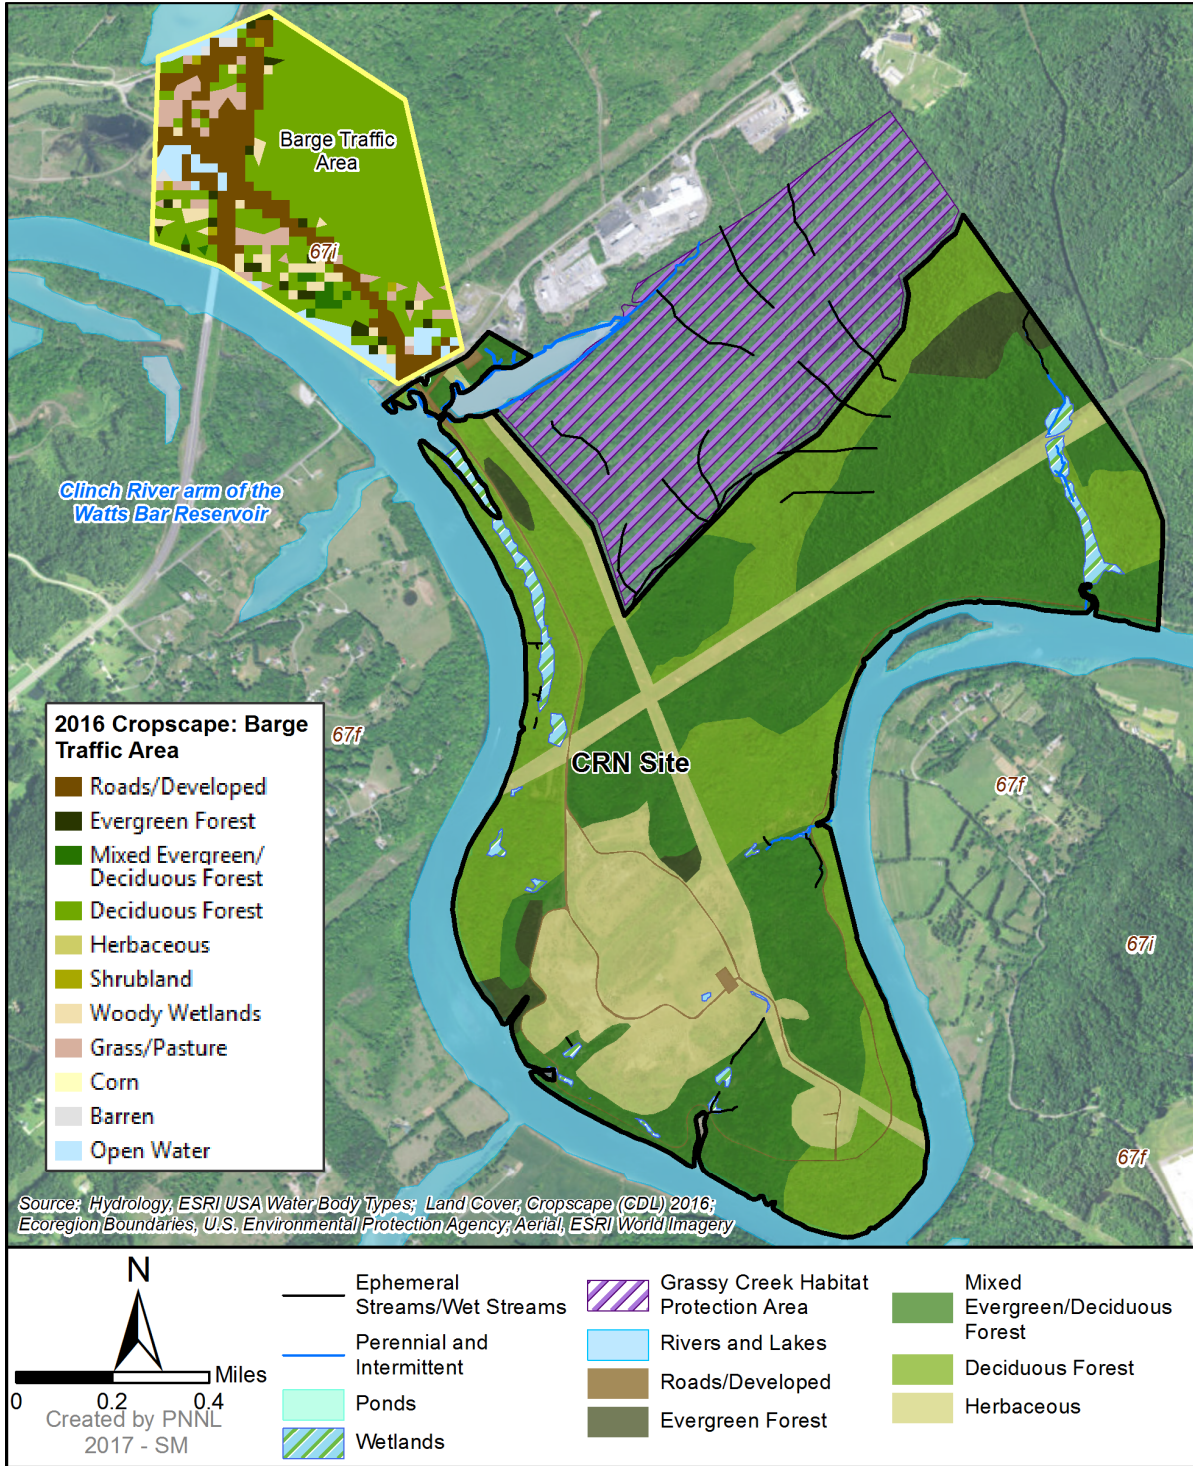 Barge Traffic
Area
67i
Clinch River arm of the
Watts Bar Reservoir
67f
CRN Site
67f
67i
67f
2016 Cropscape: Barge
Traffic Area
Roads/Developed
Evergreen Forest
Mixed Evergreen/
Deciduous Forest
Deciduous Forest
Herbaceous
Shrubland
Woody Wetlands
Grass/Pasture
Corn
Barren
Open Water
Source: Hydrology, ESRI USA Water Body Types; Land Cover, Cropscape (CDL) 2016;
Ecoregion Boundaries, U.S. Environmental Protection Agency; Aerial, ESRI World Imagery
N
Miles
0 0.2 0.4
Created by PNNL
2017 - SM
Ephemeral
Streams/Wet Streams
Perennial and
Intermittent
Ponds
Wetlands
Grassy Creek Habitat
Protection Area
Rivers and Lakes
Roads/Developed
Evergreen Forest
Mixed
Evergreen/Deciduous
Forest
Deciduous Forest
Herbaceous